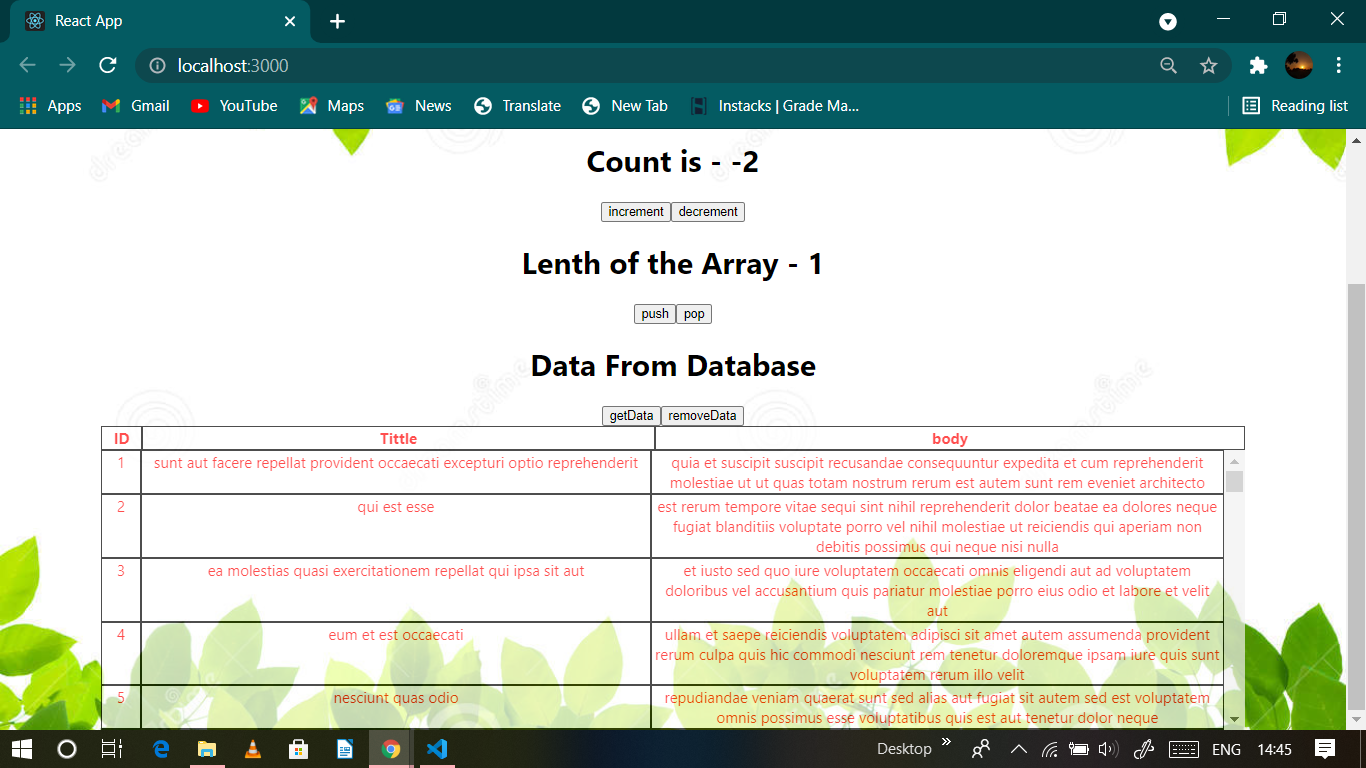 React App
localhost:3000
Apps
Gmail
YouTube
Maps
News
Translate
New Tab
Instacks | Grade Ma...
Reading list
Count is - -2
increment decrement
Lenth of the Array - 1
push pop
Data From Database
getData removeData
ID Tittle body
1 sunt aut facere repellat provident occaecati excepturi optio reprehenderit quia et suscipit suscipit recusandae consequuntur expedita et cum reprehenderit
molestiae ut ut quas totam nostrum rerum est autem sunt rem eveniet architecto
2 qui est esse est rerum tempore vitae sequi sint nihil reprehenderit dolor beatae ea dolores neque
fugiat blanditiis voluptate porro vel nihil molestiae ut reiciendis qui aperiam non
debitis possimus qui neque nisi nulla
3 ea molestias quasi exercitationem repellat qui ipsa sit aut et iusto sed quo iure voluptatem occaecati omnis eligendi aut ad voluptatem
doloribus vel accusantium quis pariatur molestiae porro eius odio et labore et velit
aut
4 eum et est occaecati ullam et saepe reiciendis voluptatem adipisci sit amet autem assumenda provident
rerum culpa quis hic commodi nesciunt rem tenetur doloremque ipsam iure quis sunt
voluptatem rerum illo velit
5 nesciunt quas odio repudiandae veniam quaerat sunt sed alias aut fugiat sit autem sed est voluptatem
omnis possimus esse voluptatibus quis est aut tenetur dolor neque
Desktop
ENG
14:45